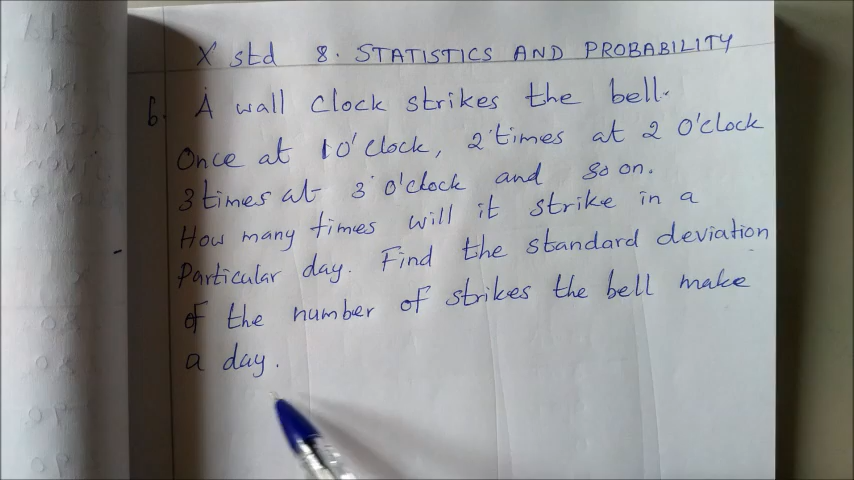 X std 8. STATISTICS AND PROBABILITY
6. A wall clock strikes the bell.
Once at 1 O'clock, 2 times at 2 O'clock
3 times at 3 O'clock and so on.
How many times will it strike in a
Particular day. Find the standard deviation
of the number of strikes the bell make
a day.